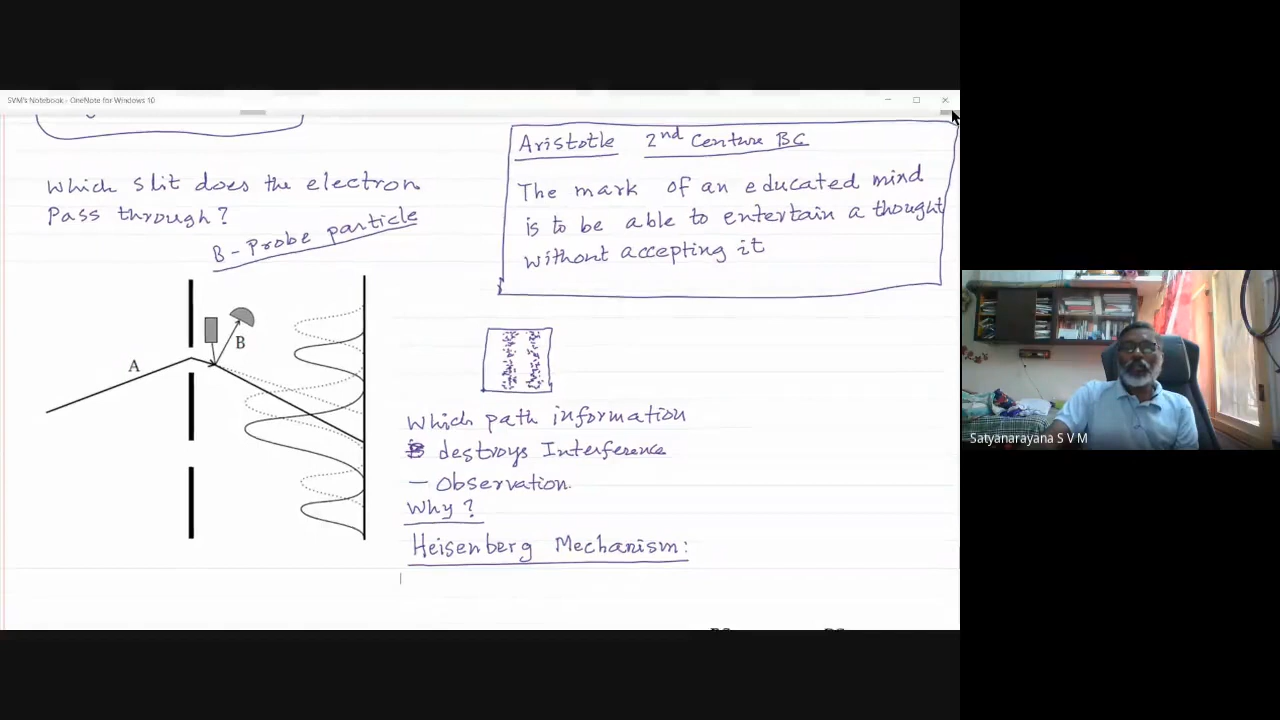 SVM's Notebook - OneNote for Windows 10
Which slit does the electron
Pass through?
B - Probe particle
A
B
Aristotle 2nd Centure BC
The mark of an educated mind
is to be able to entertain a thought
without accepting it
Which path information
destroys Interference
- Observation.
Why?
Heisenberg Mechanism:
Satyanarayana S V M